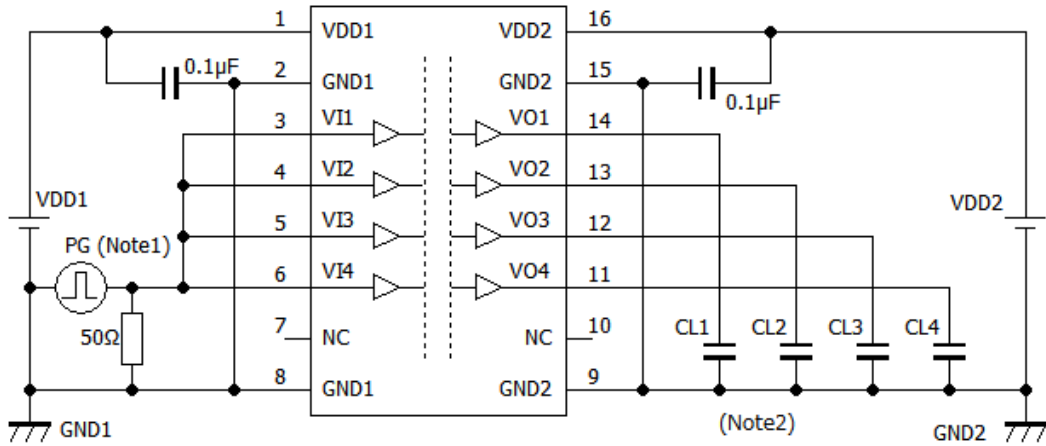 1 VDD1 VDD2 16
0.1µF 2 GND1 GND2 15 0.1µF
3 VI1 VO1 14
4 VI2 VO2 13
VDD1 5 VI3 VO3 12 VDD2
PG (Note1)
6 VI4 VO4 11
50Ω 7 NC NC 10 CL1 CL2 CL3 CL4
8 GND1 GND2 9
GND1 (Note2) GND2